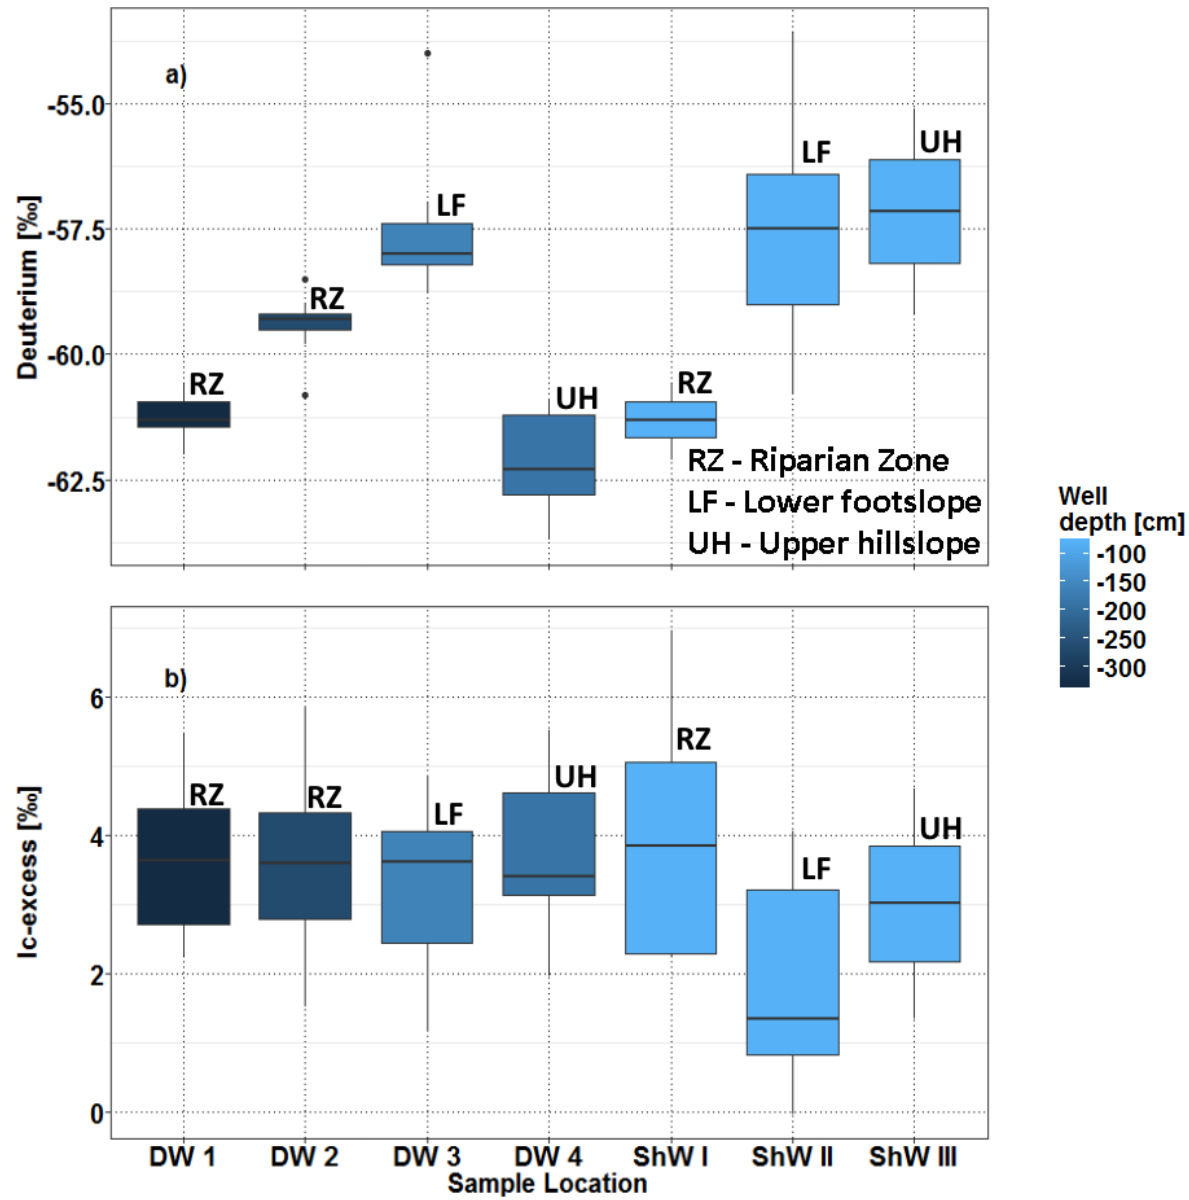 a)
Deuterium [‰]
-55.0
-57.5
-60.0
-62.5
RZ
RZ
LF
UH
RZ
LF
UH
RZ - Riparian Zone
LF - Lower footslope
UH - Upper hillslope
Well
depth [cm]
-100
-150
-200
-250
-300
b)
lc-excess [‰]
6
4
2
0
RZ
RZ
LF
UH
RZ
LF
UH
DW 1 DW 2 DW 3 DW 4 ShW I ShW II ShW III
Sample Location